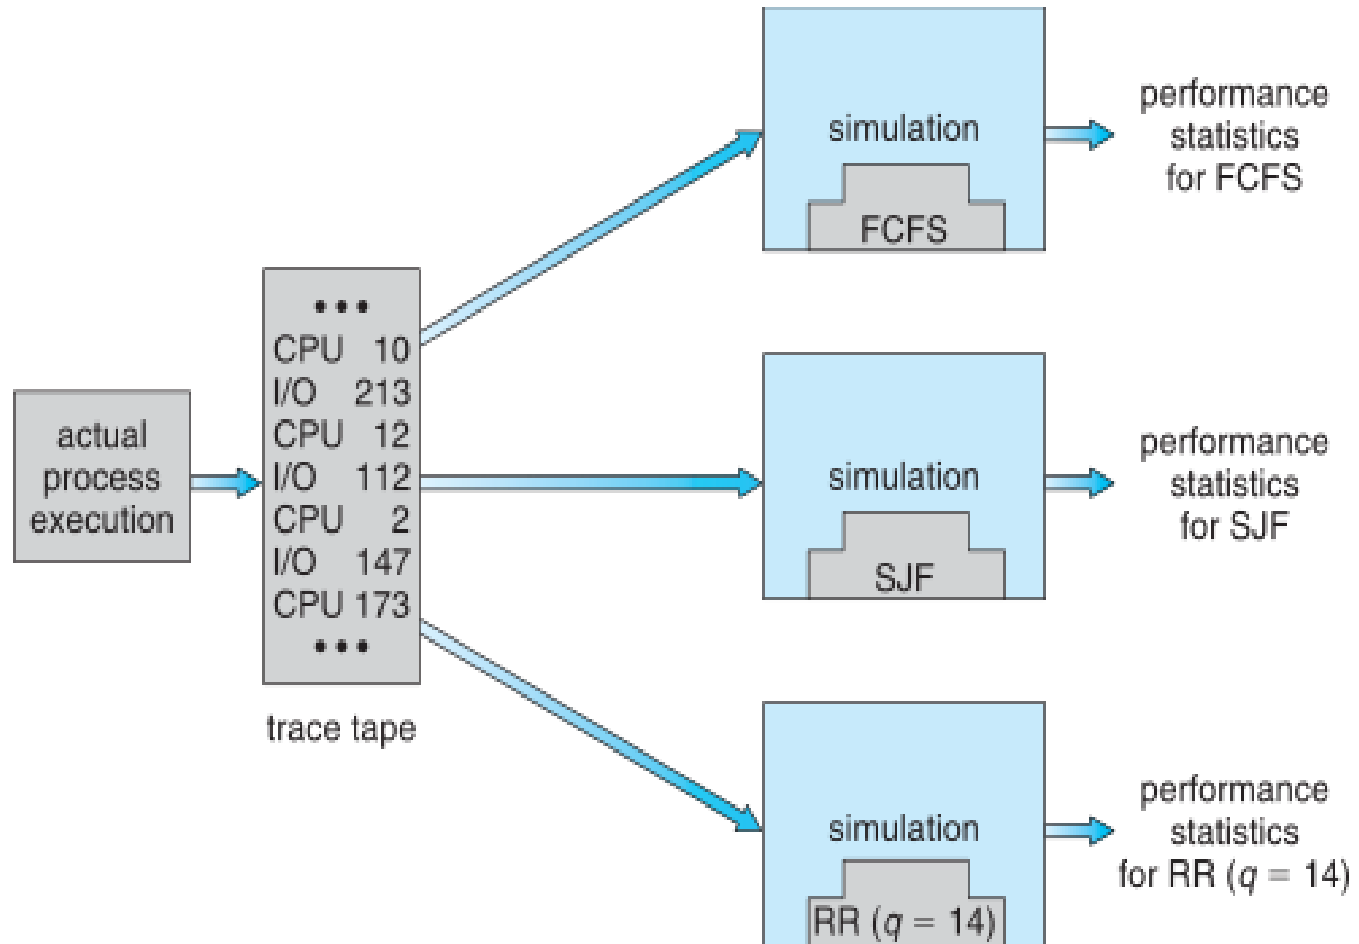 actual
process
execution
•••
CPU 10
I/O 213
CPU 12
I/O 112
CPU 2
I/O 147
CPU 173
•••
trace tape
simulation
FCFS
performance
statistics
for FCFS
simulation
SJF
performance
statistics
for SJF
simulation
RR (q = 14)
performance
statistics
for RR (q = 14)